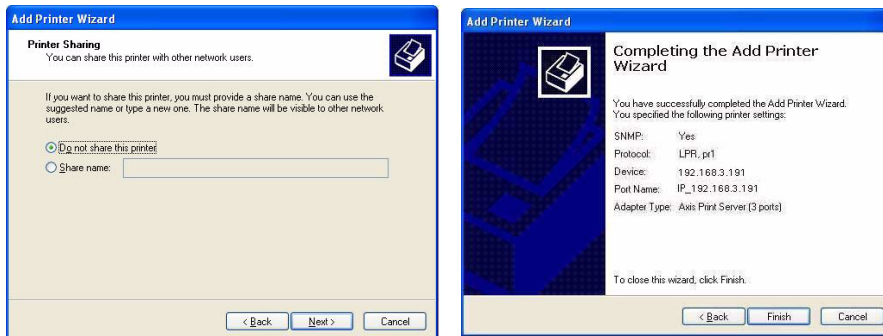 Add Printer Wizard
Printer Sharing
You can share this printer with other network users.
If you want to share this printer, you must provide a share name. You can use the
suggested name or type a new one. The share name will be visible to other network
users.
Do not share this printer
Share name:
< Back
Next >
Cancel
Add Printer Wizard
Completing the Add Printer
Wizard
You have successfully completed the Add Printer Wizard.
You specified the following printer settings:
SNMP: Yes
Protocol: LPR, pr1
Device: 192.168.3.191
Port Name: IP_192.168.3.191
Adapter Type: Axis Print Server (3 ports)
To close this wizard, click Finish.
< Back
Finish
Cancel